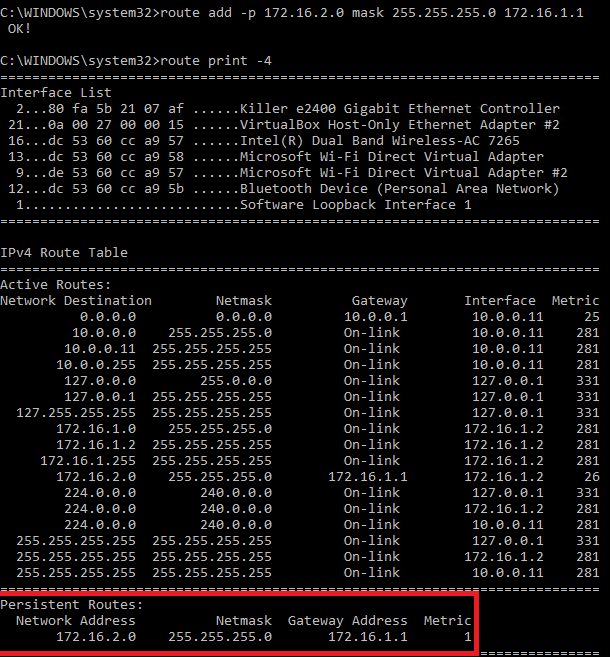 C:\WINDOWS\system32>route add -p 172.16.2.0 mask 255.255.255.0 172.16.1.1
OK!
C:\WINDOWS\system32>route print -4
===========================================================================
Interface List
2...80 fa 5b 21 07 af ......Killer e2400 Gigabit Ethernet Controller
21...0a 00 27 00 00 15 ......VirtualBox Host-Only Ethernet Adapter #2
16...dc 53 60 cc a9 57 ......Intel(R) Dual Band Wireless-AC 7265
13...dc 53 60 cc a9 58 ......Microsoft Wi-Fi Direct Virtual Adapter
9...de 53 60 cc a9 57 ......Microsoft Wi-Fi Direct Virtual Adapter #2
12...dc 53 60 cc a9 5b ......Bluetooth Device (Personal Area Network)
1...........................Software Loopback Interface 1
===========================================================================
IPv4 Route Table
===========================================================================
Active Routes:
Network Destination Netmask Gateway Interface Metric
0.0.0.0 0.0.0.0 10.0.0.1 10.0.0.11 25
10.0.0.0 255.255.255.0 On-link 10.0.0.11 281
10.0.0.11 255.255.255.255 On-link 10.0.0.11 281
10.0.0.255 255.255.255.255 On-link 10.0.0.11 281
127.0.0.0 255.0.0.0 On-link 127.0.0.1 331
127.0.0.1 255.255.255.255 On-link 127.0.0.1 331
127.255.255.255 255.255.255.255 On-link 127.0.0.1 331
172.16.1.0 255.255.255.0 On-link 172.16.1.2 281
172.16.1.2 255.255.255.255 On-link 172.16.1.2 281
172.16.1.255 255.255.255.255 On-link 172.16.1.2 281
172.16.2.0 255.255.255.0 172.16.1.1 172.16.1.2 26
224.0.0.0 240.0.0.0 On-link 127.0.0.1 331
224.0.0.0 240.0.0.0 On-link 172.16.1.2 281
224.0.0.0 240.0.0.0 On-link 10.0.0.11 281
255.255.255.255 255.255.255.255 On-link 127.0.0.1 331
255.255.255.255 255.255.255.255 On-link 172.16.1.2 281
255.255.255.255 255.255.255.255 On-link 10.0.0.11 281
===========================================================================
Persistent Routes:
Network Address Netmask Gateway Address Metric
172.16.2.0 255.255.255.0 172.16.1.1 1
===========================================================================